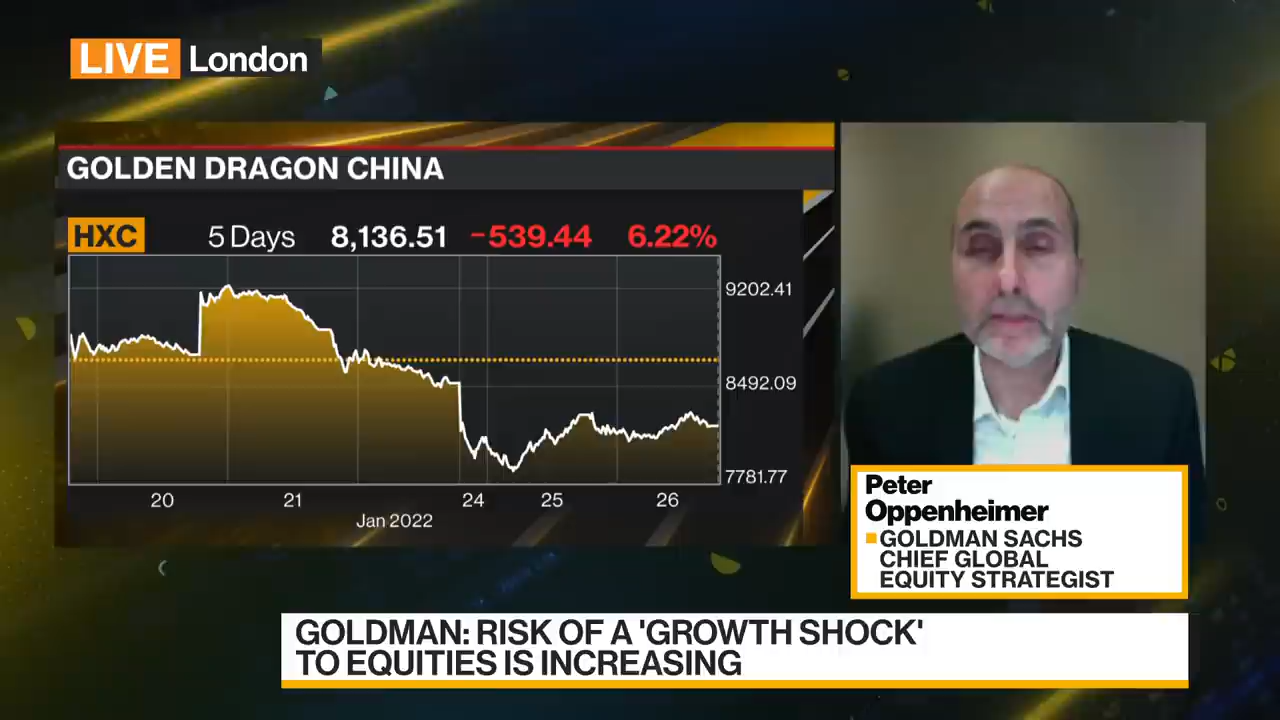 LIVE London
GOLDEN DRAGON CHINA
HXC 5 Days 8,136.51 -539.44 6.22%
9202.41
8492.09
7781.77
20 21 24 25 26
Jan 2022
Peter
Oppenheimer
GOLDMAN SACHS
CHIEF GLOBAL
EQUITY STRATEGIST
GOLDMAN: RISK OF A 'GROWTH SHOCK'
TO EQUITIES IS INCREASING